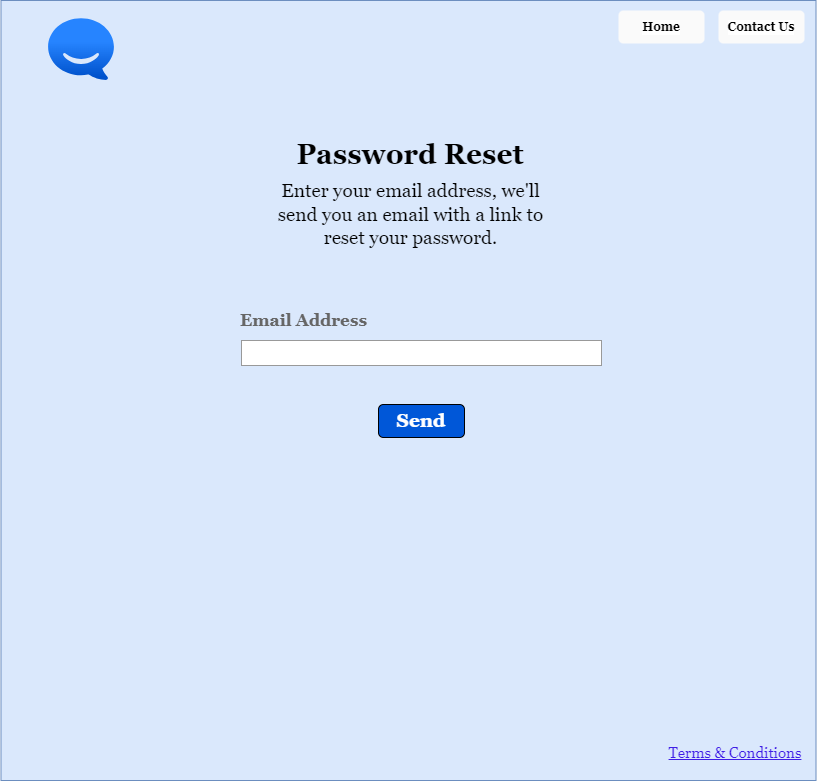 Home
Contact Us
Password Reset
Enter your email address, we'll
send you an email with a link to
reset your password.
Email Address
Send
Terms & Conditions